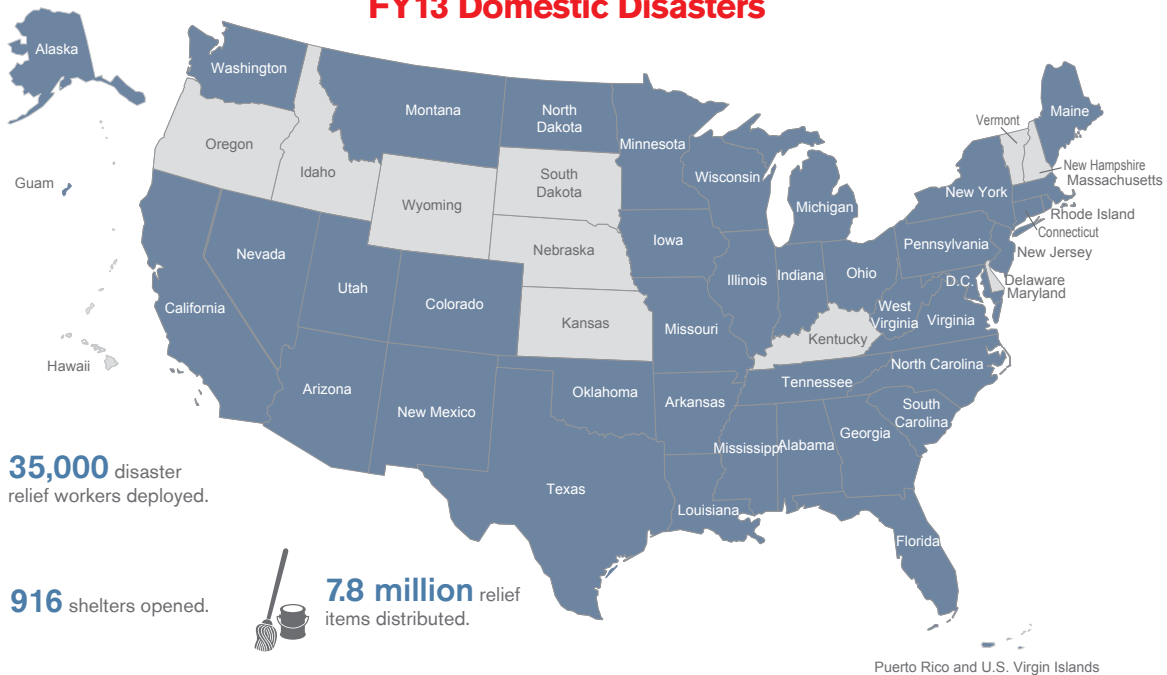 FY13 Domestic Disasters
Alaska
Washington
Montana
North
Dakota
Minnesota
Maine
Vermont
Oregon
Idaho
South
Dakota
Wisconsin
New Hampshire
Massachusetts
Guam
Wyoming
Michigan
New York
Rhode Island
Connecticut
Nevada
Nebraska
Iowa
Pennsylvania
New Jersey
Utah
Colorado
Illinois
Indiana
Ohio
D.C.
Delaware
Maryland
California
Kansas
Missouri
West
Virginia
Virginia
Kentucky
Hawaii
Arizona
New Mexico
Oklahoma
Arkansas
Tennessee
North Carolina
South
Carolina
Mississippi
Alabama
Georgia
35,000 disaster
relief workers deployed.
Texas
Louisiana
Florida
916 shelters opened.
7.8 million relief
items distributed.
Puerto Rico and U.S. Virgin Islands